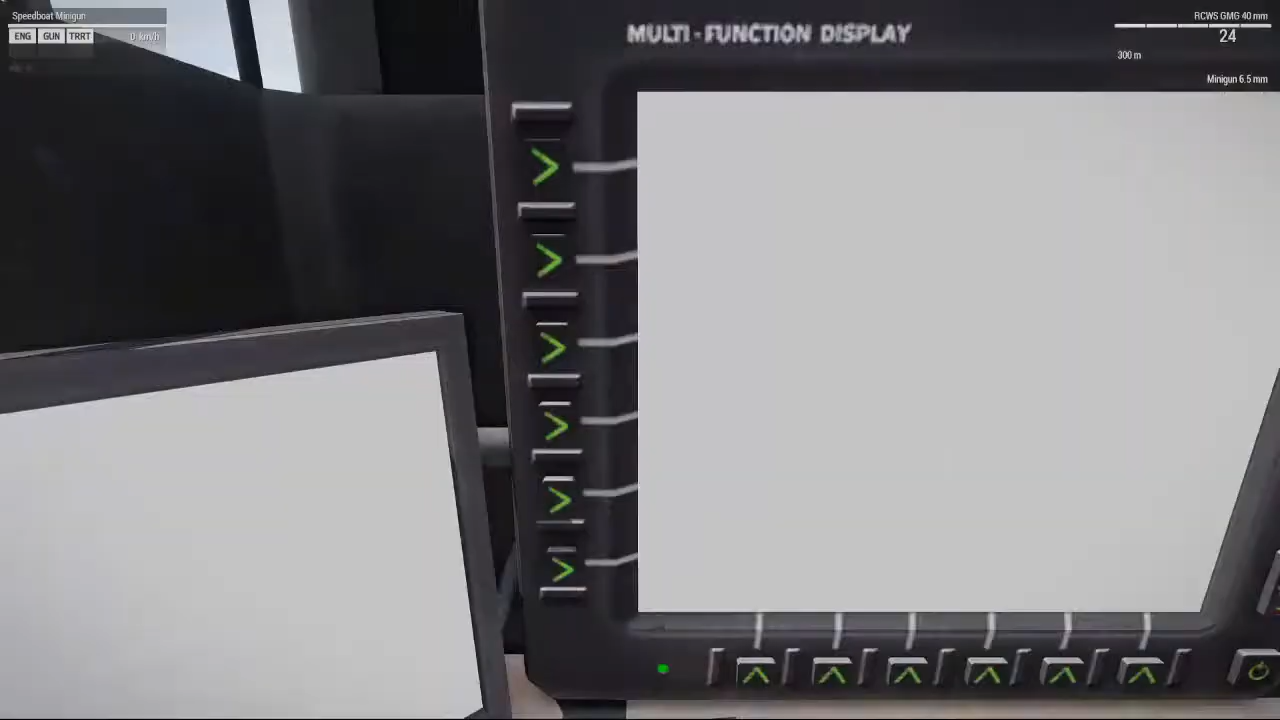 Speedboat Minigun
ENG GUN TRRT 0 km/h
MULTI-FUNCTION DISPLAY
RCWS GMG 40 mm
24
300 m
Minigun 6.5 mm